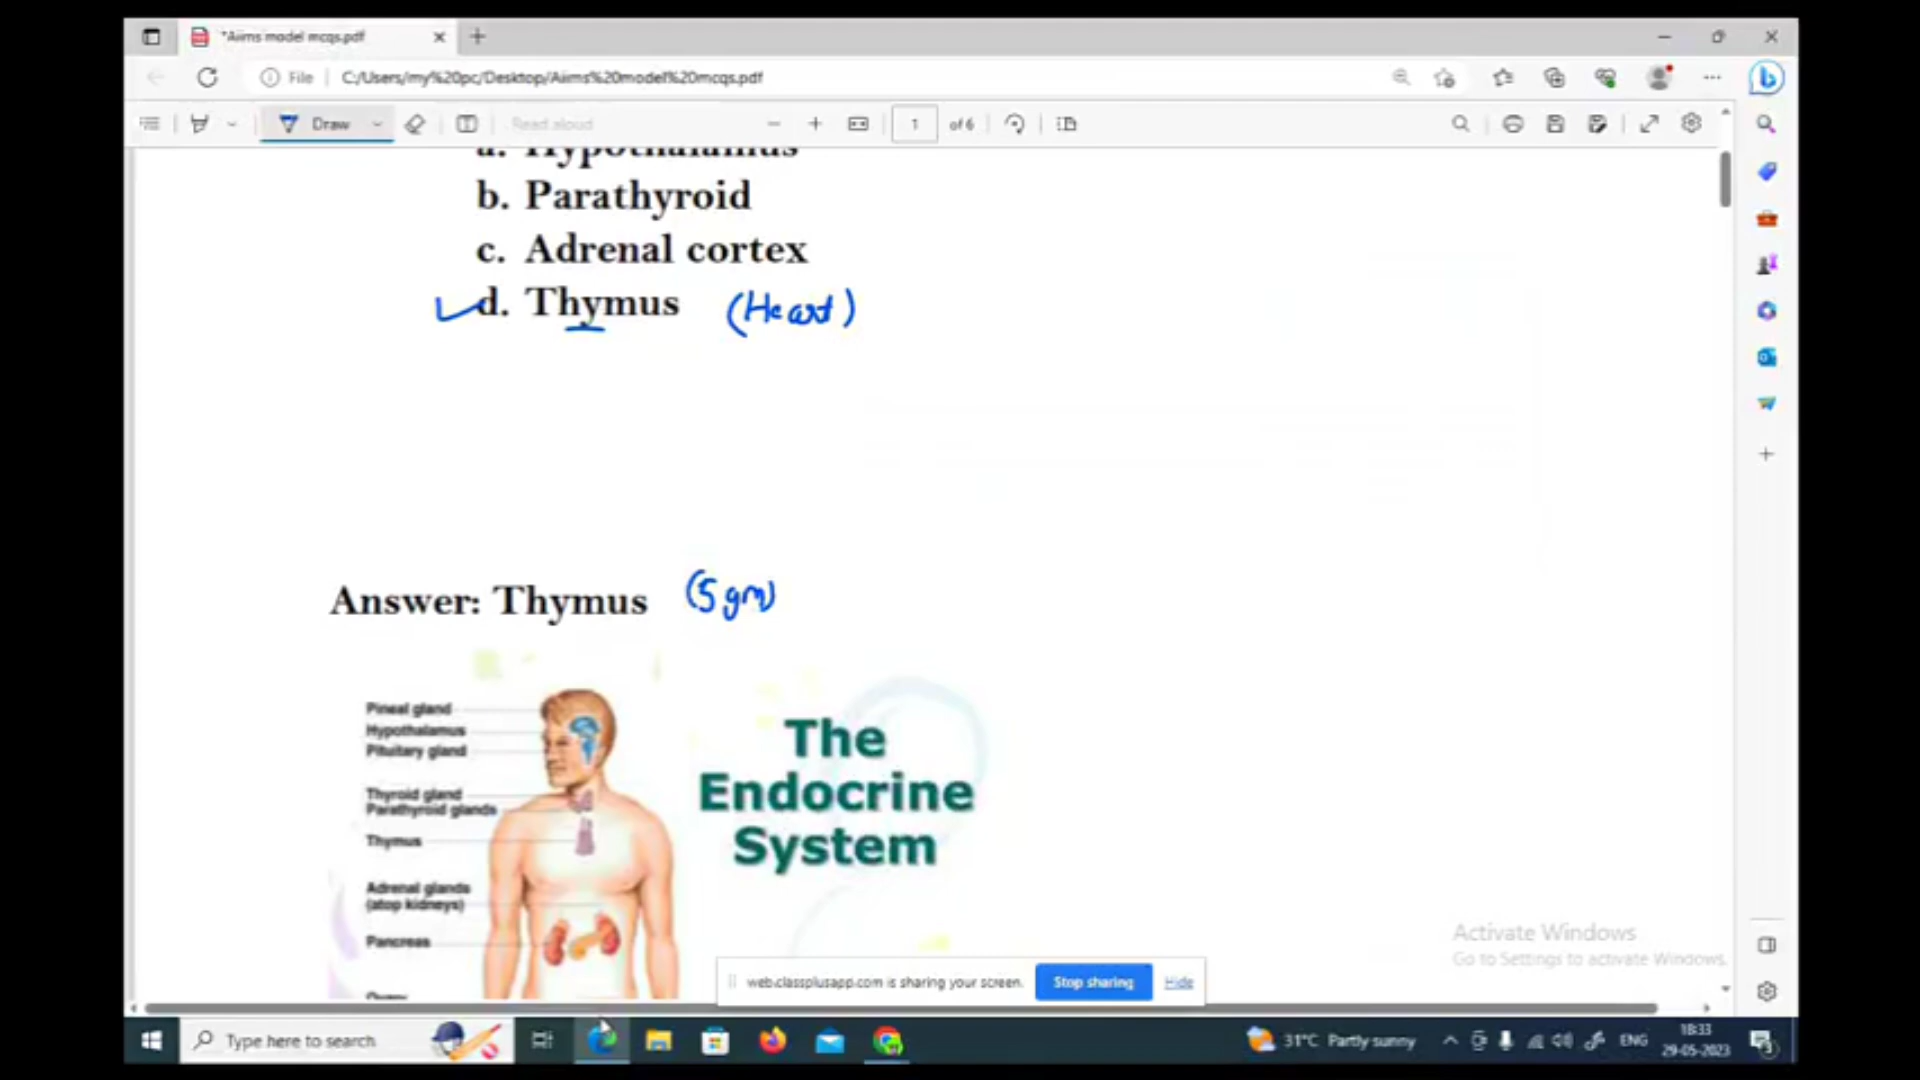 *Aiims model mcqs.pdf
File C:/Users/my%20pc/Desktop/Aiims%20model%20mcqs.pdf
Draw Read aloud 1 of 6
a. Hypothalamus
b. Parathyroid
c. Adrenal cortex
d. Thymus (Heart)
Answer: Thymus (5 gm)
Pineal gland
Hypothalamus
Pituitary gland
Thyroid gland
Parathyroid glands
Thymus
Adrenal glands
(atop kidneys)
Pancreas
Ovary
The
Endocrine
System
Activate Windows
Go to Settings to activate Windows.
web.classplusapp.com is sharing your screen. Stop sharing Hide
Type here to search
31°C Partly sunny ENG
18:33
29-05-2023
3